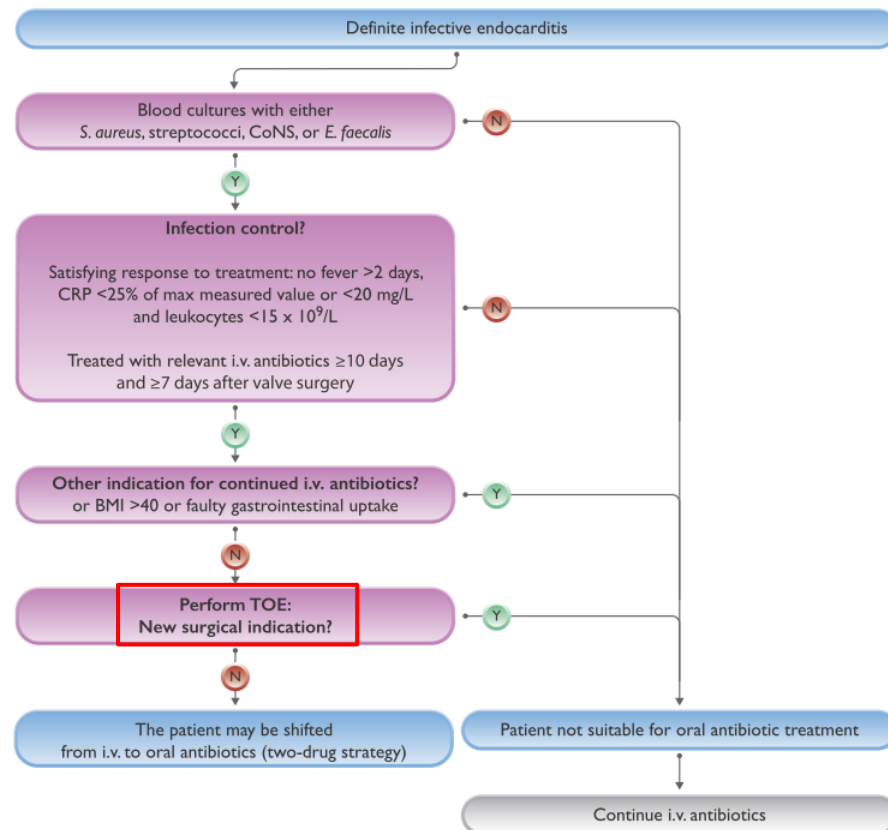 Definite infective endocarditis
Blood cultures with either
S. aureus, streptococci, CoNS, or E. faecalis
N
Y
Infection control?
Satisfying response to treatment: no fever >2 days,
CRP <25% of max measured value or <20 mg/L
and leukocytes <15 x 10⁹/L
Treated with relevant i.v. antibiotics ≥10 days
and ≥7 days after valve surgery
N
Y
Other indication for continued i.v. antibiotics?
or BMI >40 or faulty gastrointestinal uptake
Y
N
Perform TOE:
New surgical indication?
Y
N
The patient may be shifted
from i.v. to oral antibiotics (two-drug strategy)
Patient not suitable for oral antibiotic treatment
Continue i.v. antibiotics